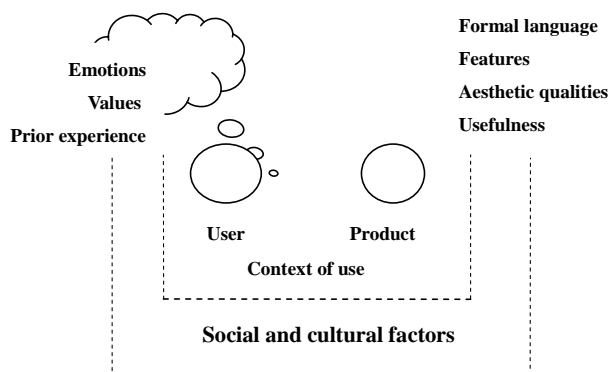 Emotions
Values
Prior experience
Formal language
Features
Aesthetic qualities
Usefulness
User
Product
Context of use
Social and cultural factors